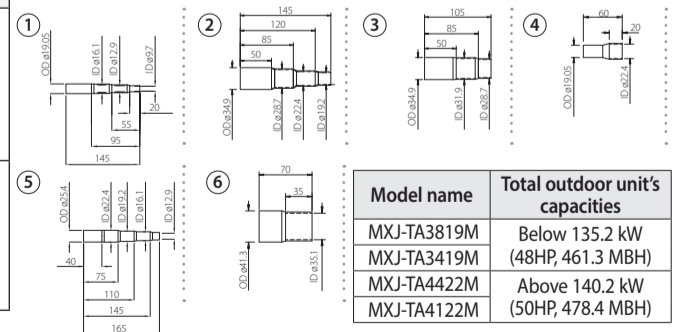 1
OD ø19.05
ID ø16.1
ID ø12.9
ID ø9.7
20
55
95
145
2
145
120
85
50
OD ø34.9
ID ø28.7
ID ø22.4
ID ø19.2
3
105
85
50
OD ø34.9
ID ø31.9
ID ø28.7
4
60
20
OD ø19.05
ID ø22.4
5
OD ø25.4
ID ø22.4
ID ø19.2
ID ø16.1
ID ø12.9
40
75
110
145
165
6
70
35
OD ø41.3
ID ø35.1
Model name
Total outdoor unit's
capacities
MXJ-TA3819M
MXJ-TA3419M
Below 135.2 kW
(48HP, 461.3 MBH)
MXJ-TA4422M
MXJ-TA4122M
Above 140.2 kW
(50HP, 478.4 MBH)